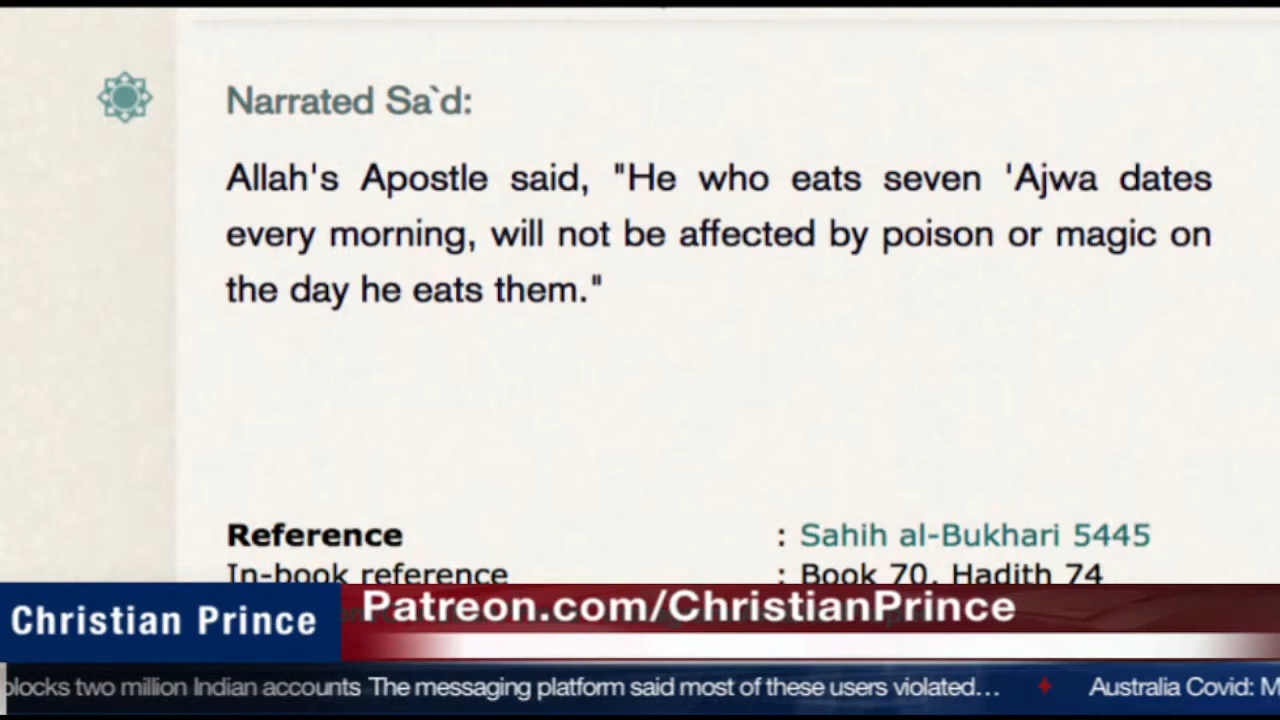 Narrated Sa`d:
Allah's Apostle said, "He who eats seven 'Ajwa dates
every morning, will not be affected by poison or magic on
the day he eats them."
Reference : Sahih al-Bukhari 5445
In-book reference : Book 70, Hadith 74
Christian Prince
Patreon.com/ChristianPrince
blocks two million Indian accounts The messaging platform said most of these users violated... Australia Covid: M